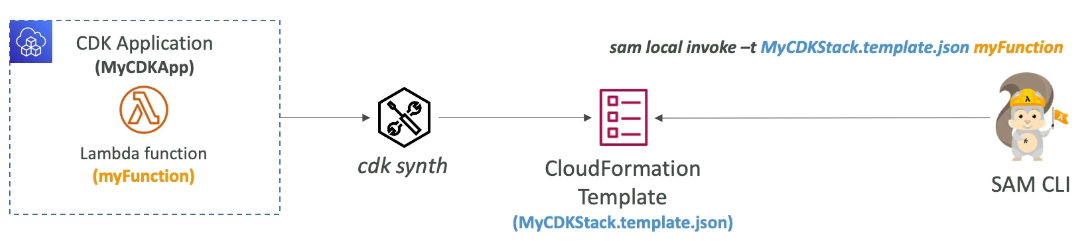 CDK Application
(MyCDKApp)
Lambda function
(myFunction)
cdk synth
CloudFormation
Template
(MyCDKStack.template.json)
sam local invoke –t MyCDKStack.template.json myFunction
SAM CLI